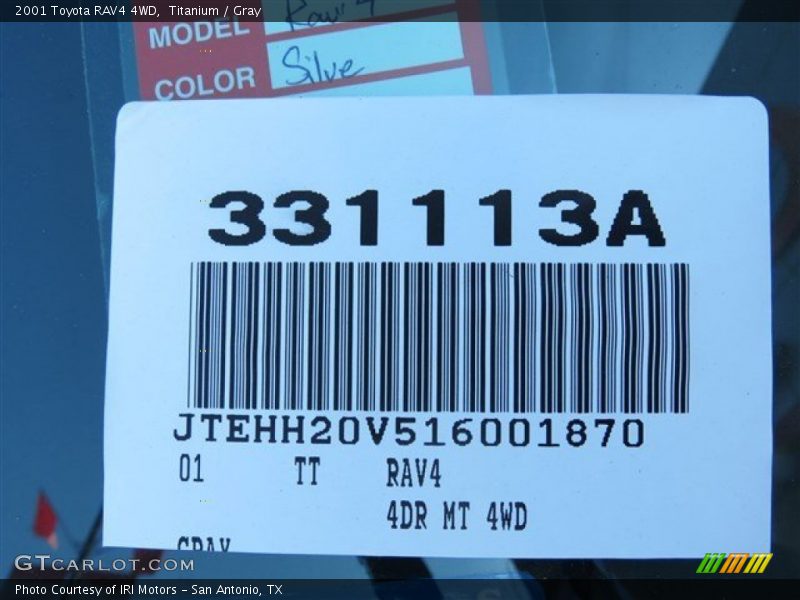 2001 Toyota RAV4 4WD, Titanium / Gray
MODEL Rav 4
COLOR Silve
331113A
JTEHH20V516001870
01 TT RAV4
4DR MT 4WD
GRAY
GTCARLOT.COM
Photo Courtesy of IRI Motors – San Antonio, TX